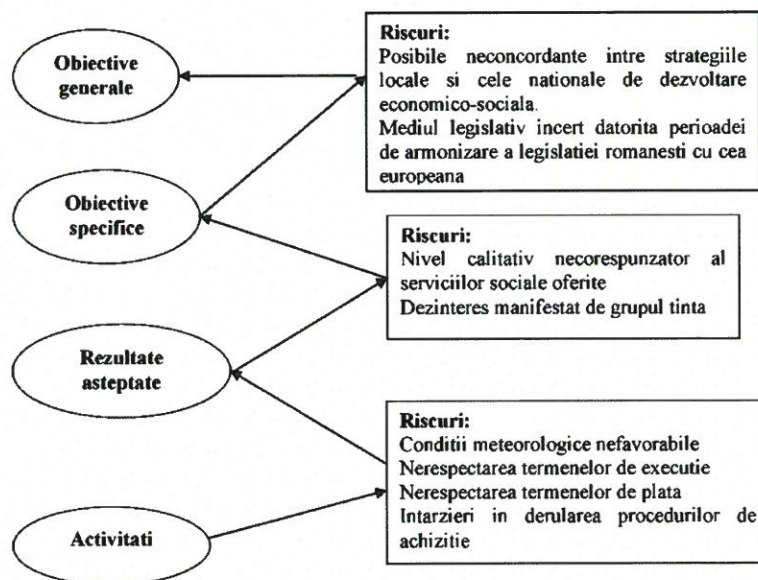 Obiective
generale
Riscuri:
Posibile neconcordante intre strategiile
locale si cele nationale de dezvoltare
economico-sociala.
Mediul legislativ incert datorita perioadei
de armonizare a legislatiei romanesti cu cea
europeana
Obiective
specifice
Riscuri:
Nivel calitativ necorespunzator al
serviciilor sociale oferite
Dezinteres manifestat de grupul tinta
Rezultate
asteptate
Riscuri:
Conditii meteorologice nefavorabile
Nerespectarea termenelor de executie
Nerespectarea termenelor de plata
Intarzieri in derularea procedurilor de
achizitie
Activitati